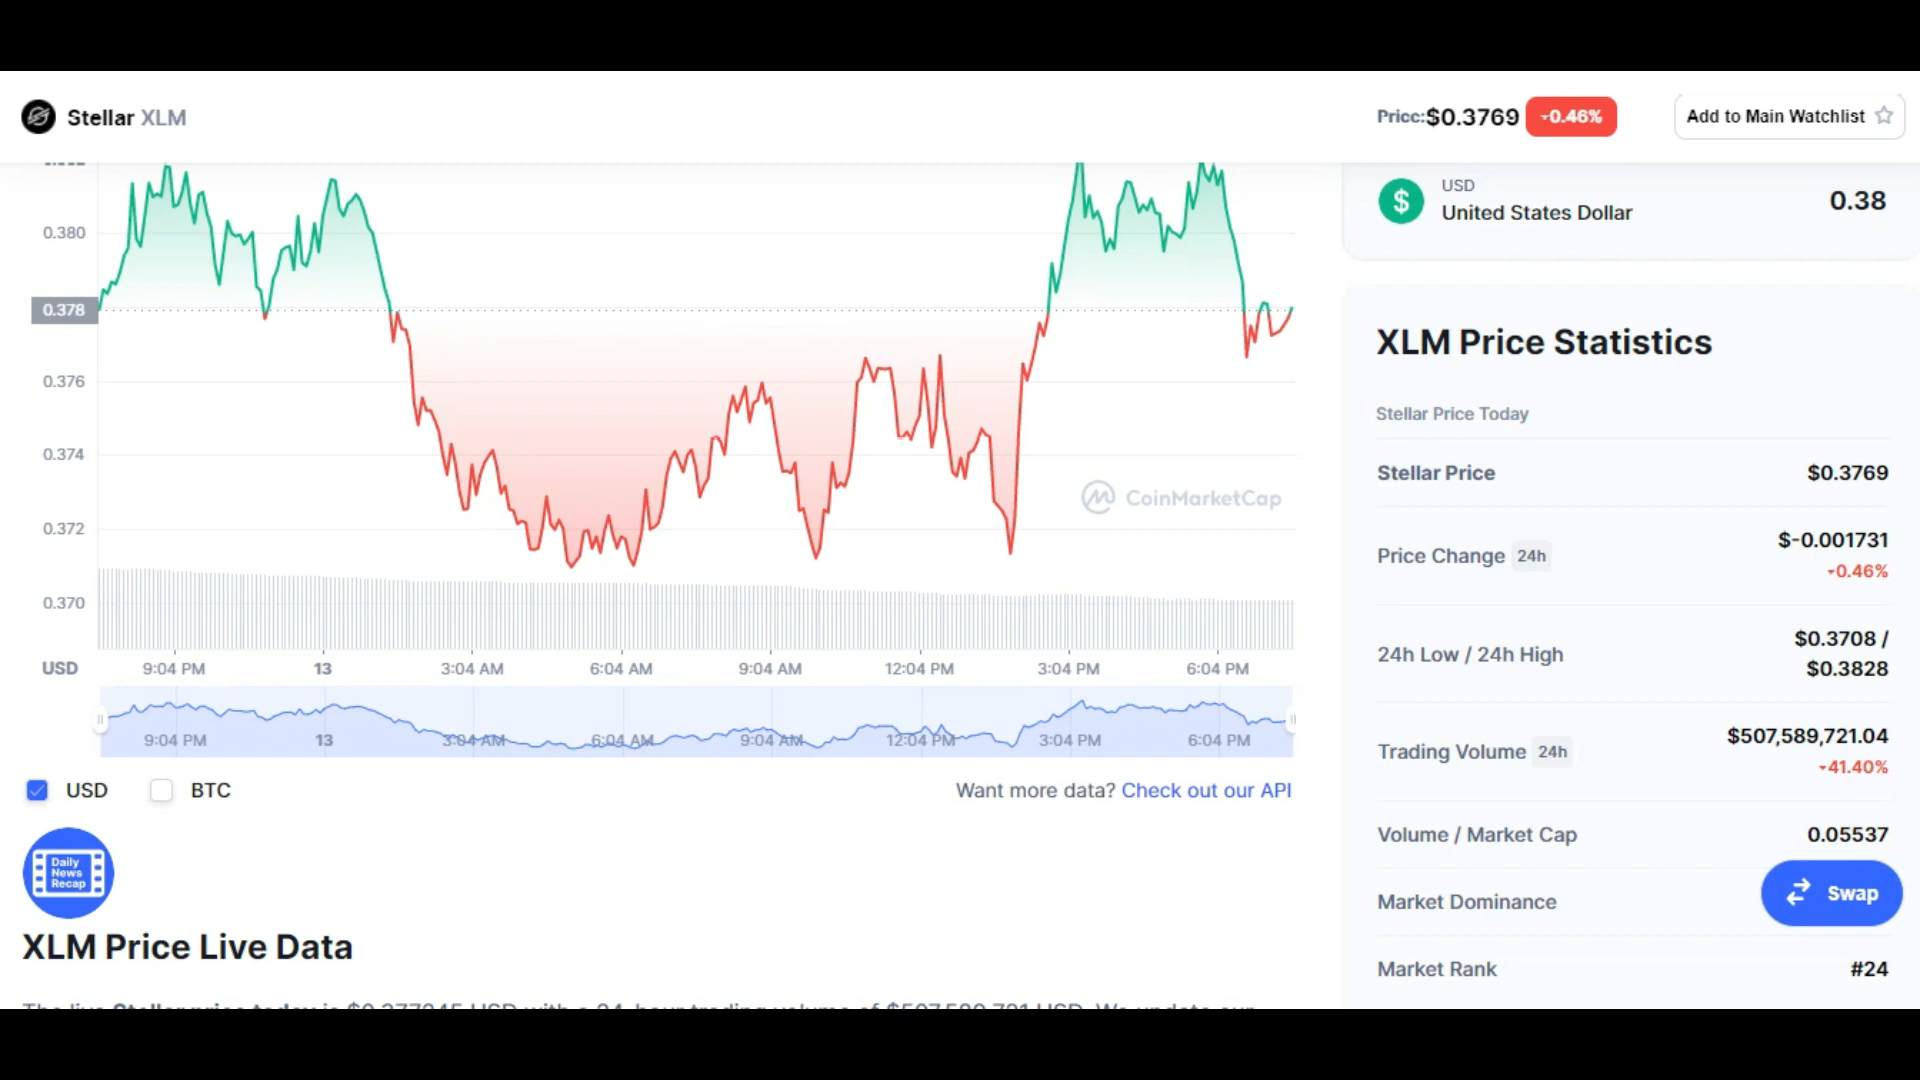 Stellar XLM
Price:$0.3769 0.46%
Add to Main Watchlist
0.380
0.378
0.376
0.374
0.372
0.370
CoinMarketCap
USD 9:04 PM 13 3:04 AM 6:04 AM 9:04 AM 12:04 PM 3:04 PM 6:04 PM
9:04 PM 13 3:04 AM 6:04 AM 9:04 AM 12:04 PM 3:04 PM 6:04 PM
USD BTC
Want more data? Check out our API
Daily
News
Recap
XLM Price Live Data
USD
United States Dollar
0.38
XLM Price Statistics
Stellar Price Today
Stellar Price $0.3769
Price Change 24h $-0.001731
0.46%
24h Low / 24h High $0.3708 /
$0.3828
Trading Volume 24h $507,589,721.04
41.40%
Volume / Market Cap 0.05537
Market Dominance
Swap
Market Rank #24